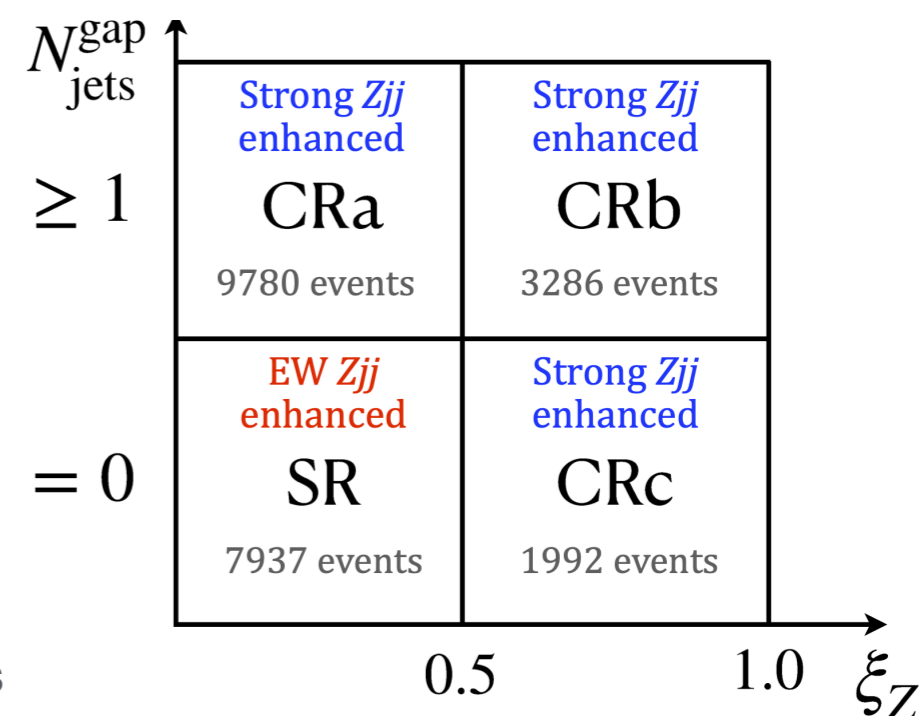 N^gap_jets
Strong Zjj
enhanced
CRa
9780 events
Strong Zjj
enhanced
CRb
3286 events
≥ 1
EW Zjj
enhanced
SR
7937 events
Strong Zjj
enhanced
CRc
1992 events
= 0
0.5
1.0
ξ_Z
s